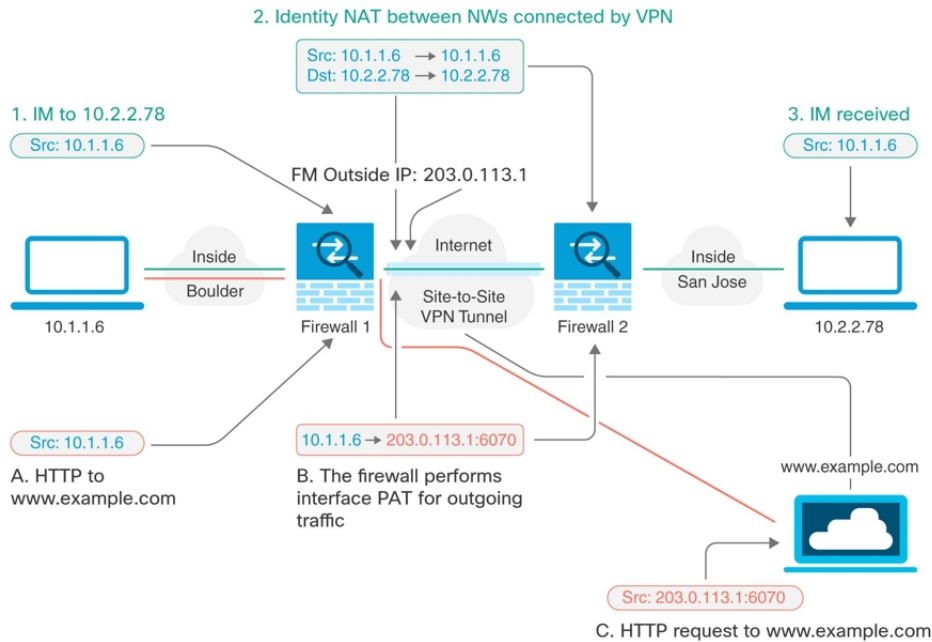 2. Identity NAT between NWs connected by VPN
Src: 10.1.1.6 → 10.1.1.6
Dst: 10.2.2.78 → 10.2.2.78
1. IM to 10.2.2.78
Src: 10.1.1.6
3. IM received
Src: 10.1.1.6
FM Outside IP: 203.0.113.1
Inside
Boulder
Internet
Site-to-Site
VPN Tunnel
Inside
San Jose
10.1.1.6
Firewall 1
Firewall 2
10.2.2.78
Src: 10.1.1.6
A. HTTP to
www.example.com
10.1.1.6 → 203.0.113.1:6070
B. The firewall performs
interface PAT for outgoing
traffic
www.example.com
Src: 203.0.113.1:6070
C. HTTP request to www.example.com